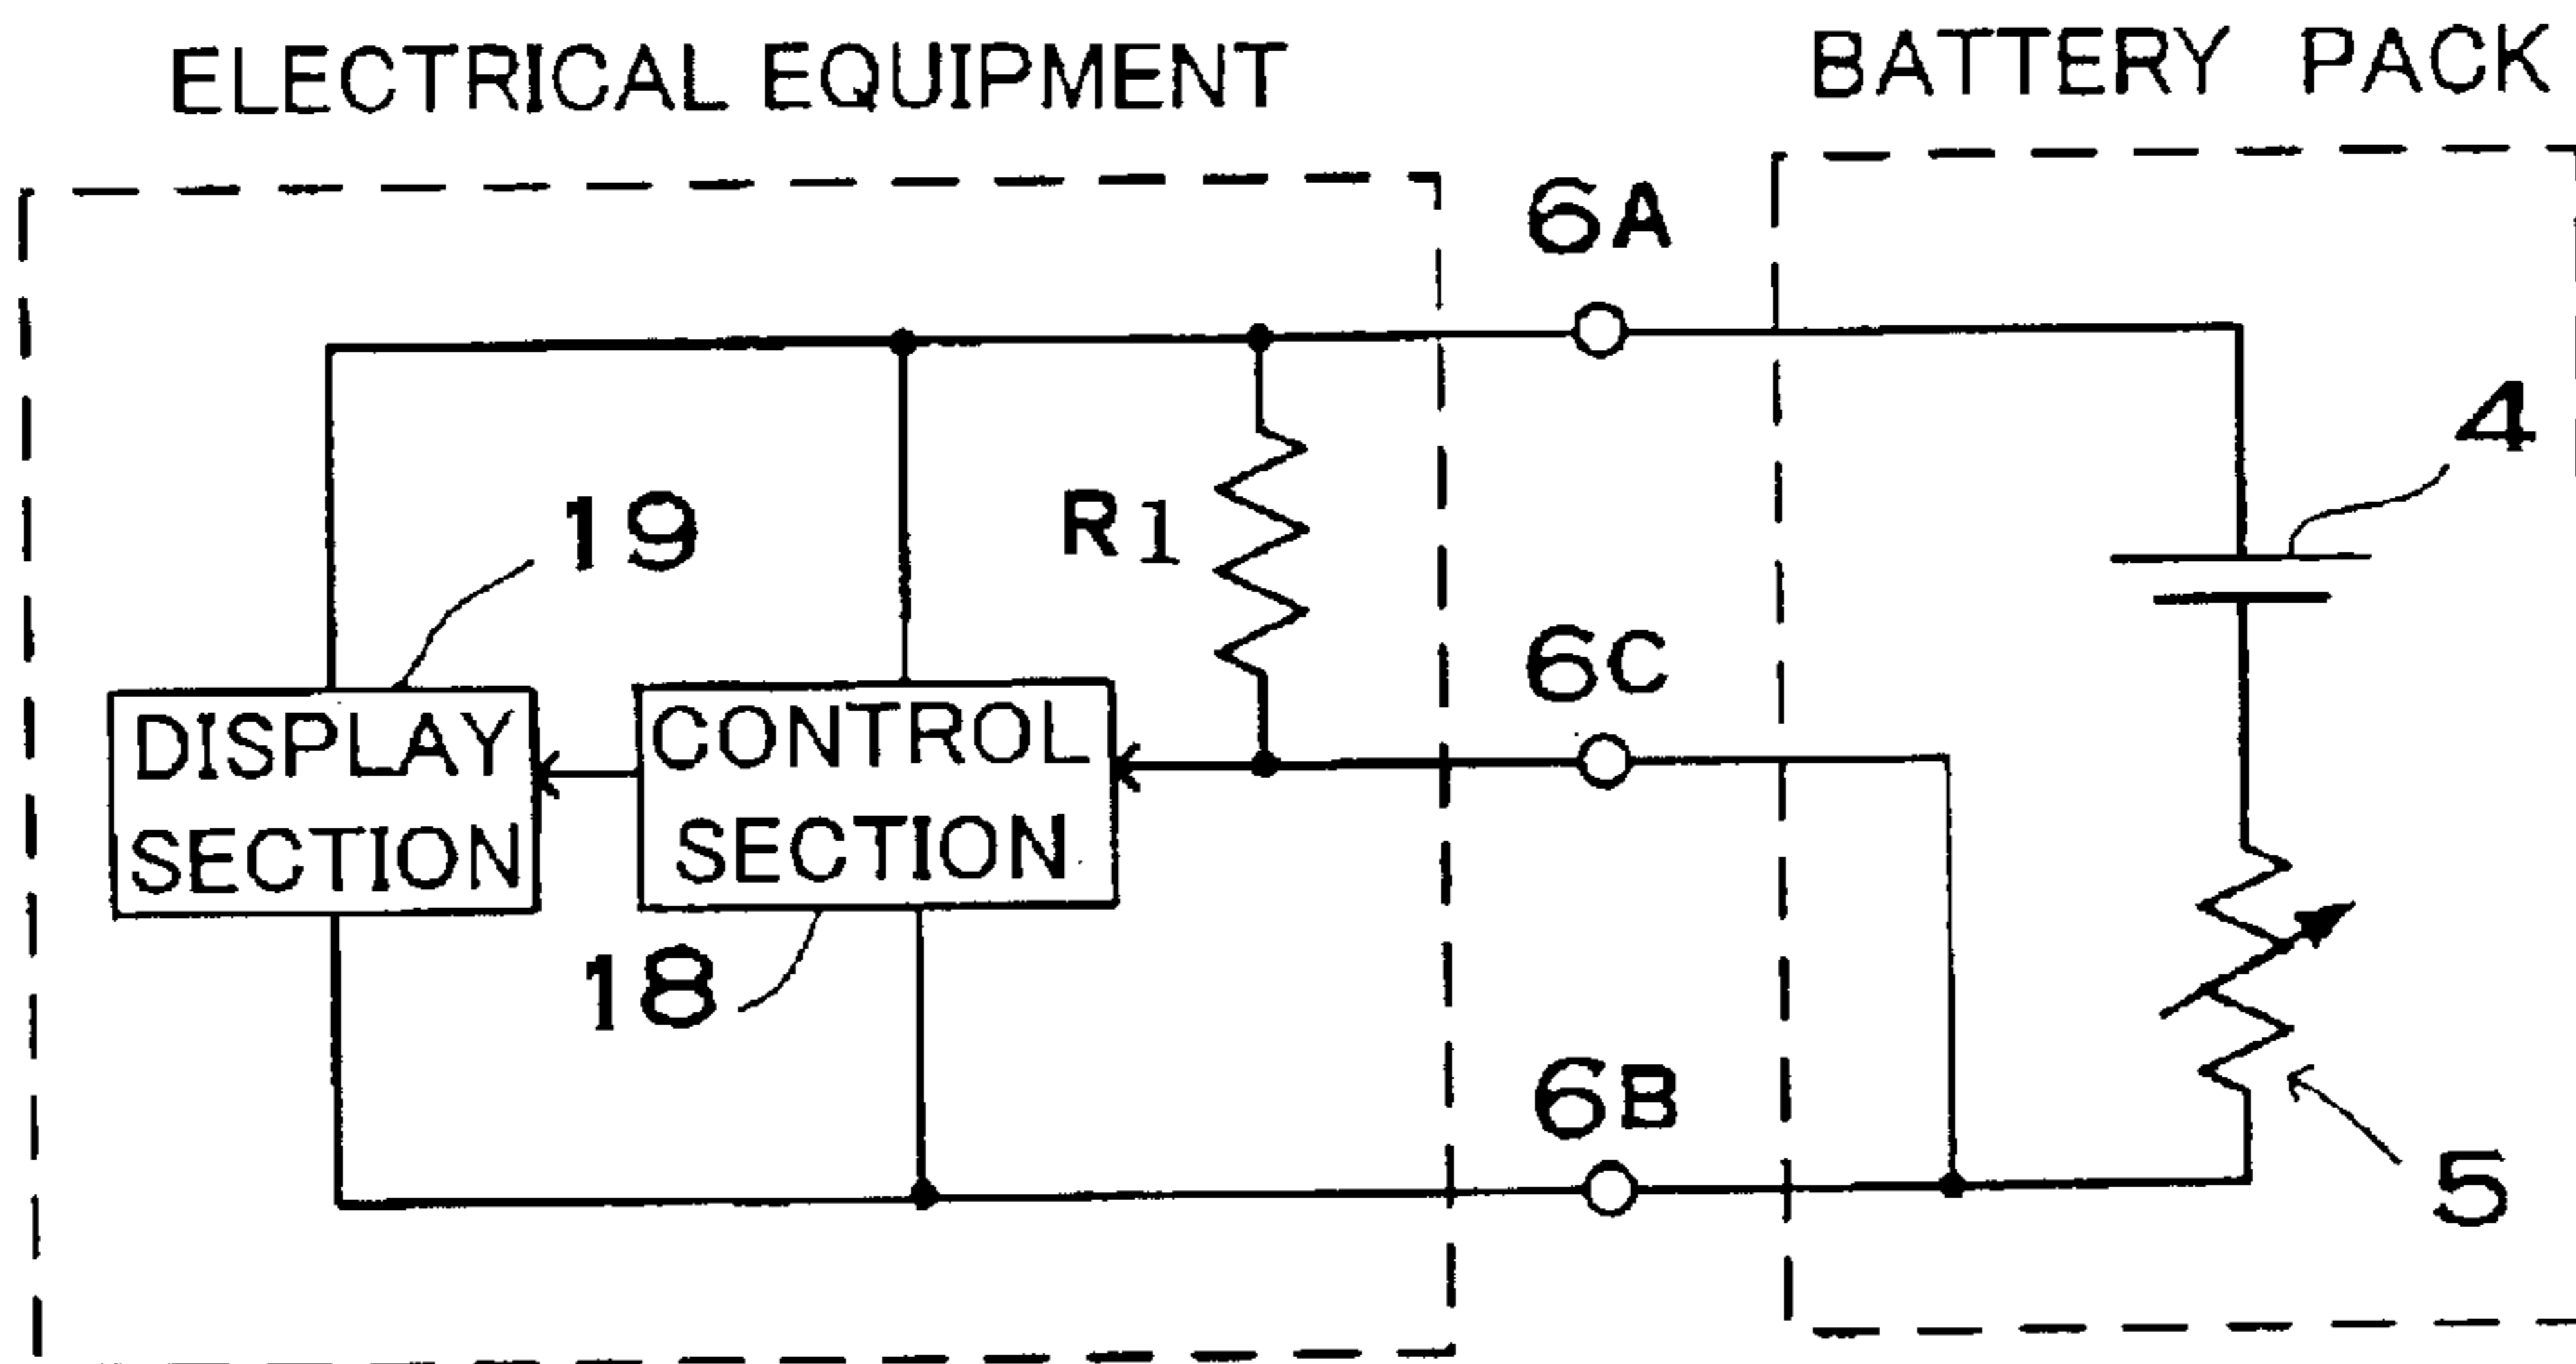 ELECTRICAL EQUIPMENT
BATTERY PACK
6A
4
19
R1
6C
DISPLAY
SECTION
CONTROL
SECTION
18
6B
5